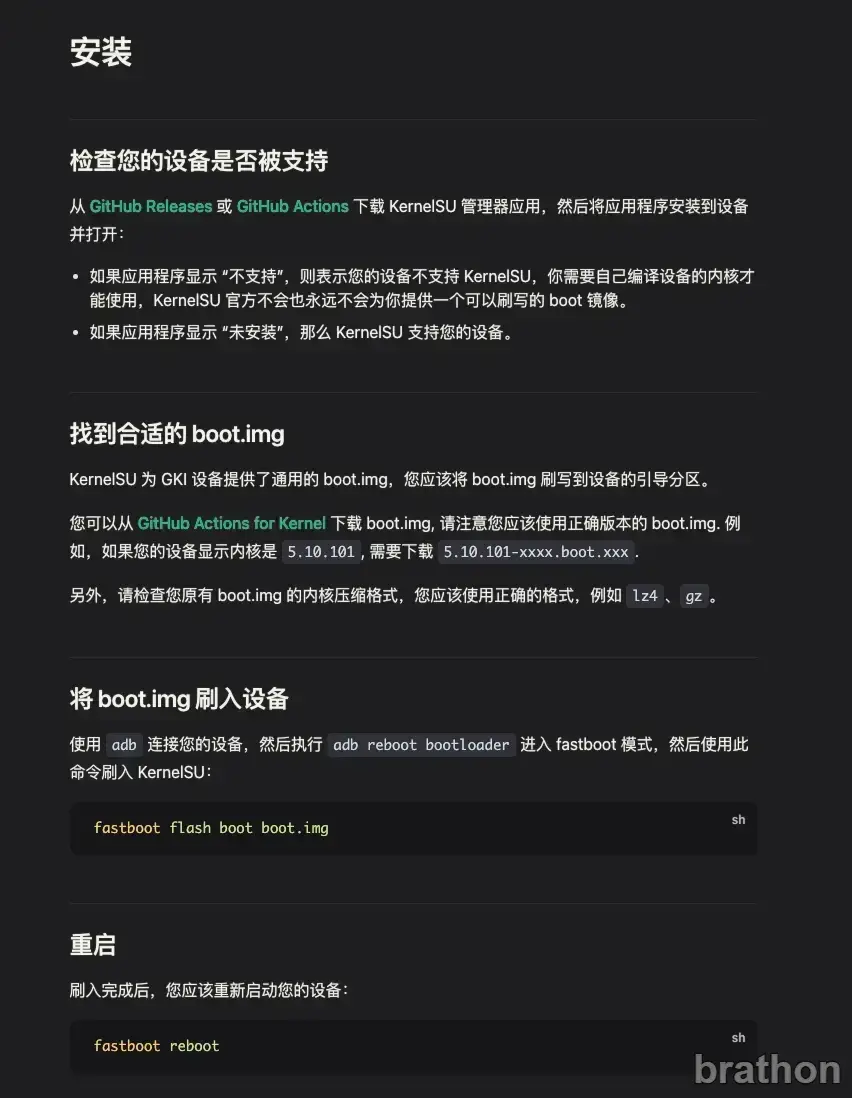 安装
检查您的设备是否被支持
从 GitHub Releases 或 GitHub Actions 下载 KernelSU 管理器应用，然后将应用程序安装到设备
并打开：
• 如果应用程序显示 “不支持”，则表示您的设备不支持 KernelSU，你需要自己编译设备的内核才
能使用，KernelSU 官方不会也永远不会为你提供一个可以刷写的 boot 镜像。
• 如果应用程序显示 “未安装”，那么 KernelSU 支持您的设备。
找到合适的 boot.img
KernelSU 为 GKI 设备提供了通用的 boot.img，您应该将 boot.img 刷写到设备的引导分区。
您可以从 GitHub Actions for Kernel 下载 boot.img, 请注意您应该使用正确版本的 boot.img. 例
如，如果您的设备显示内核是 5.10.101 , 需要下载 5.10.101-xxxx.boot.xxx .
另外，请检查您原有 boot.img 的内核压缩格式，您应该使用正确的格式，例如 lz4 、 gz 。
将 boot.img 刷入设备
使用 adb 连接您的设备，然后执行 adb reboot bootloader 进入 fastboot 模式，然后使用此
命令刷入 KernelSU：
sh
fastboot flash boot boot.img
重启
刷入完成后，您应该重新启动您的设备：
sh
fastboot reboot
brathon